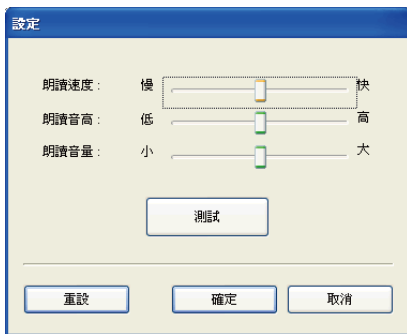 設定
朗讀速度： 慢 快
朗讀音高： 低 高
朗讀音量： 小 大
測試
重設 確定 取消